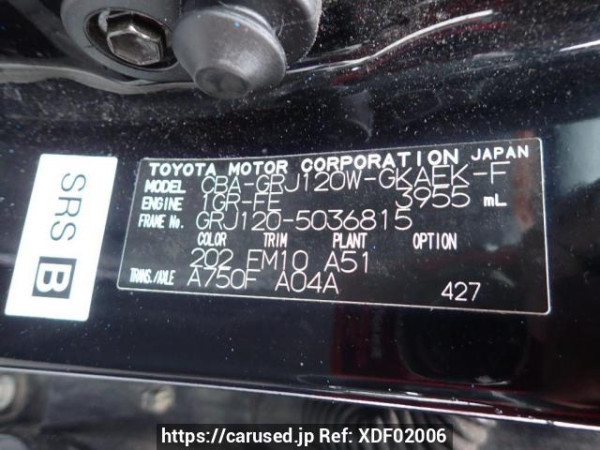 TOYOTA MOTOR CORPORATION JAPAN
MODEL CBA-GRJ120W-GKAEK-F
ENGINE 1GR-FE 3955 mL
FRAME No. GRJ120-5036815
COLOR TRIM PLANT OPTION
202 FM10 A51
TRANS./AXLE A750F A04A 427
SRS B
https://carused.jp Ref: XDF02006